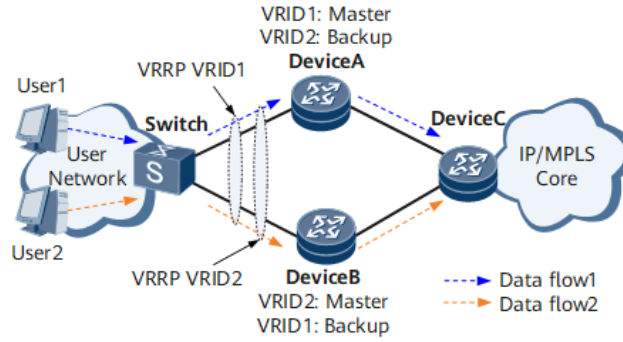 VRID1: Master
VRID2: Backup
DeviceA
VRRP VRID1
User1
Switch
DeviceC
User
Network
S
IP/MPLS
Core
User2
VRRP VRID2
DeviceB
VRID2: Master
VRID1: Backup
Data flow1
Data flow2